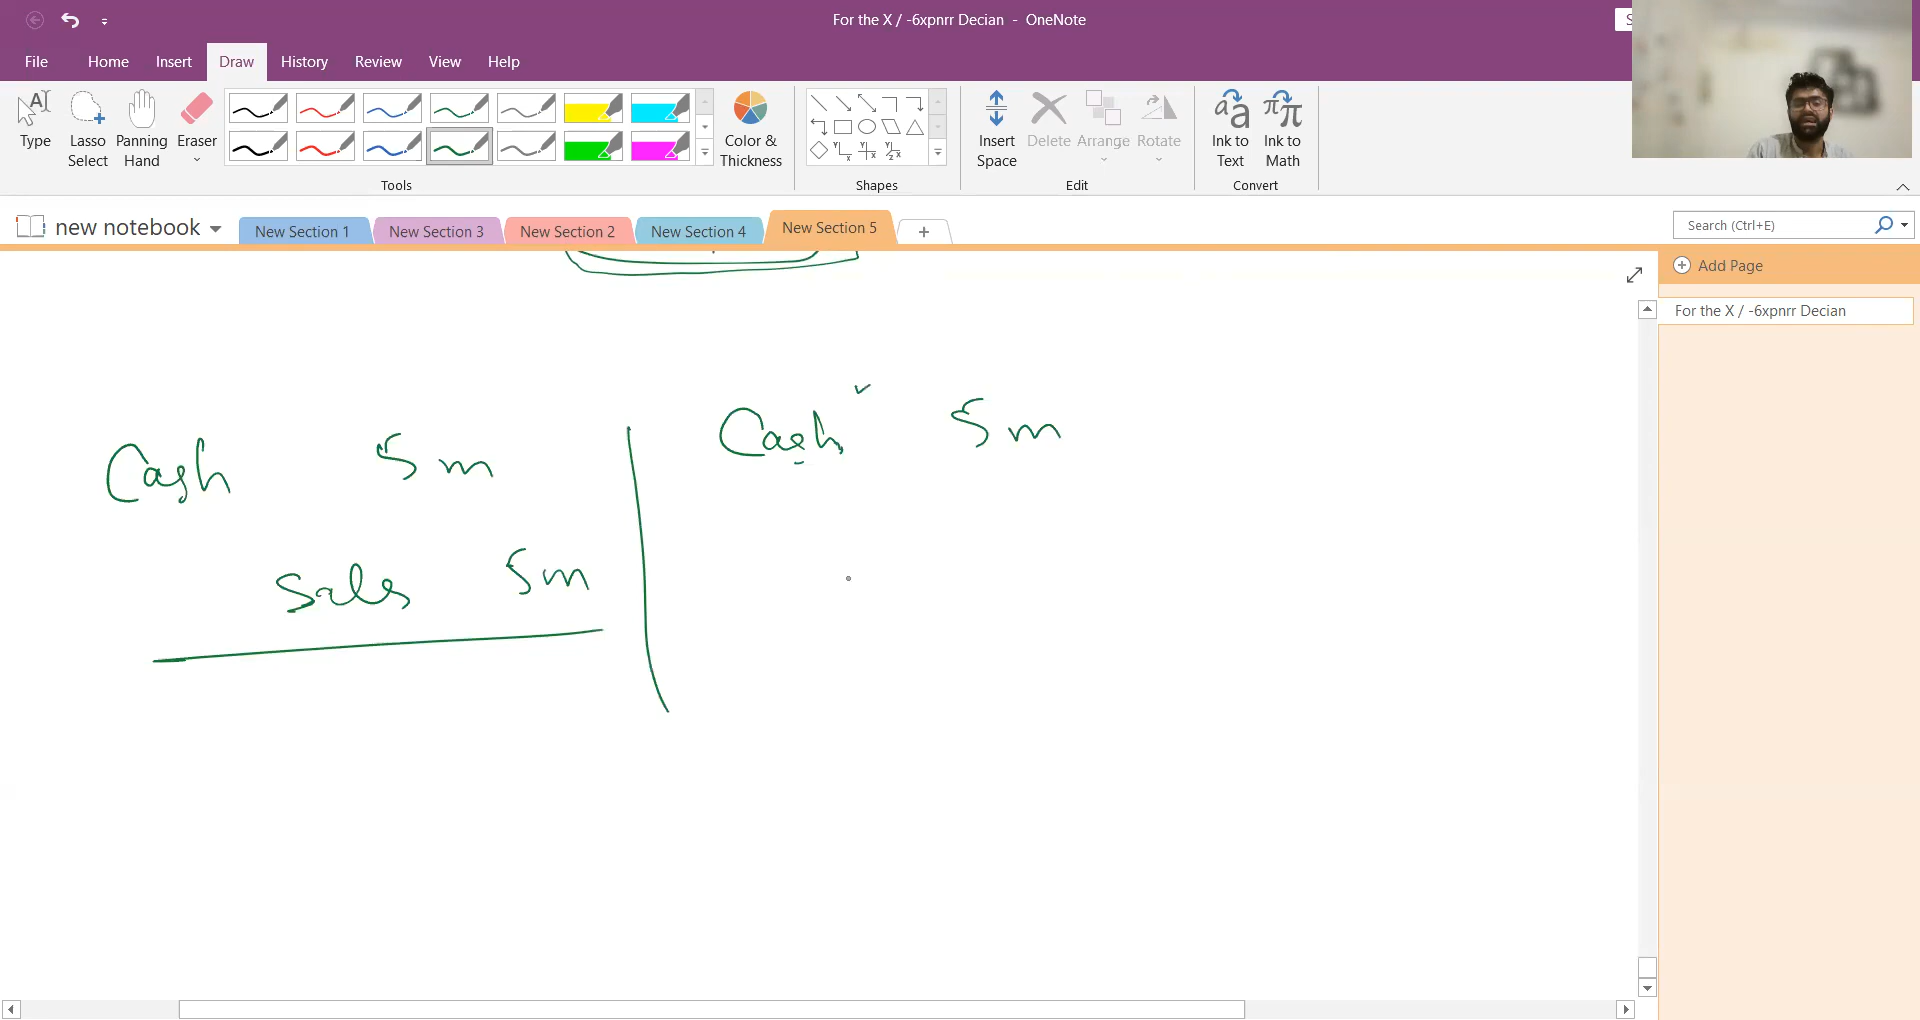 For the X / -6xpnrr Decian - OneNote
File Home Insert Draw History Review View Help
Type
Lasso Select
Panning Hand
Eraser
Color & Thickness
Insert Space
Delete
Arrange
Rotate
Ink to Text
Ink to Math
Tools Shapes Edit Convert
new notebook
New Section 1
New Section 3
New Section 2
New Section 4
New Section 5
Search (Ctrl+E)
Add Page
For the X / -6xpnrr Decian
Cash 5m
Sales 5m
Cash 5m